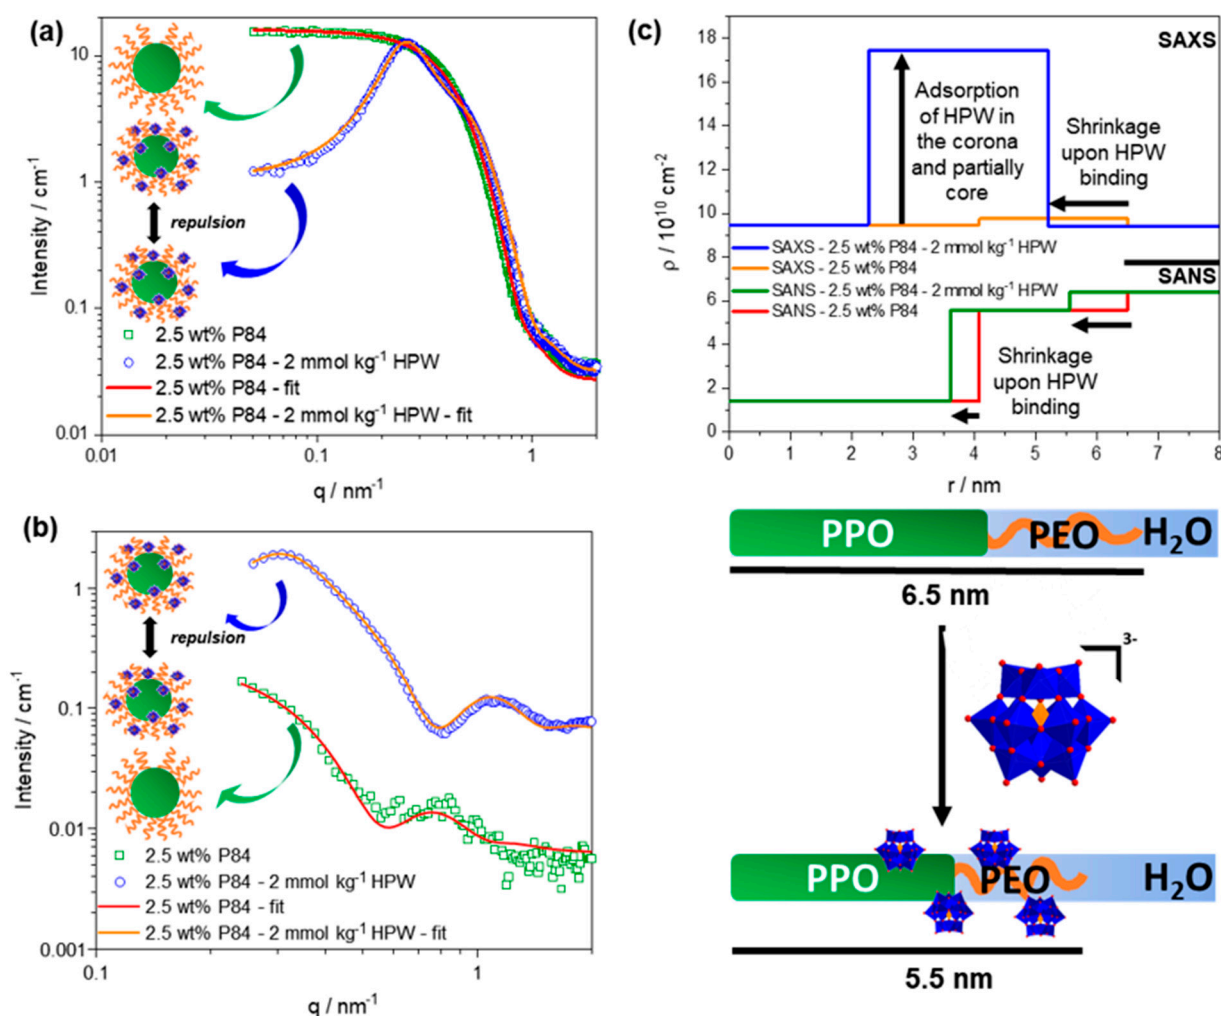 (a)
10
1
0.1
0.01
Intensity / cm⁻¹
repulsion
2.5 wt% P84
2.5 wt% P84 - 2 mmol kg⁻¹ HPW
2.5 wt% P84 - fit
2.5 wt% P84 - 2 mmol kg⁻¹ HPW - fit
0.01
0.1
1
q / nm⁻¹
(b)
1
0.1
0.01
0.001
Intensity / cm⁻¹
repulsion
2.5 wt% P84
2.5 wt% P84 - 2 mmol kg⁻¹ HPW
2.5 wt% P84 - fit
2.5 wt% P84 - 2 mmol kg⁻¹ HPW - fit
0.1
1
q / nm⁻¹
(c)
18
16
14
12
10
8
6
4
2
0
ρ / 10¹⁰ cm⁻²
SAXS
Adsorption
of HPW in
the corona
and partially
core
Shrinkage
upon HPW
binding
SAXS - 2.5 wt% P84 - 2 mmol kg⁻¹ HPW
SAXS - 2.5 wt% P84
SANS - 2.5 wt% P84 - 2 mmol kg⁻¹ HPW
SANS - 2.5 wt% P84
SANS
Shrinkage
upon HPW
binding
0
1
2
3
4
5
6
7
8
r / nm
PPO
PEO
H₂O
6.5 nm
3-
PPO
PEO
H₂O
5.5 nm